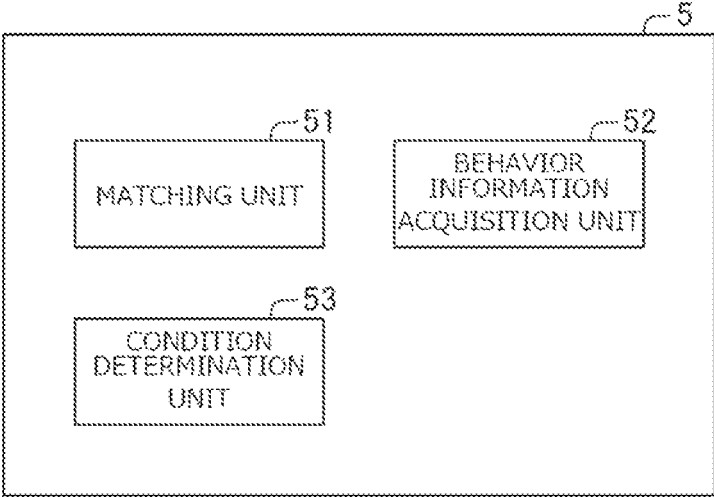 5
51
MATCHING UNIT
52
BEHAVIOR
INFORMATION
ACQUISITION UNIT
53
CONDITION
DETERMINATION
UNIT